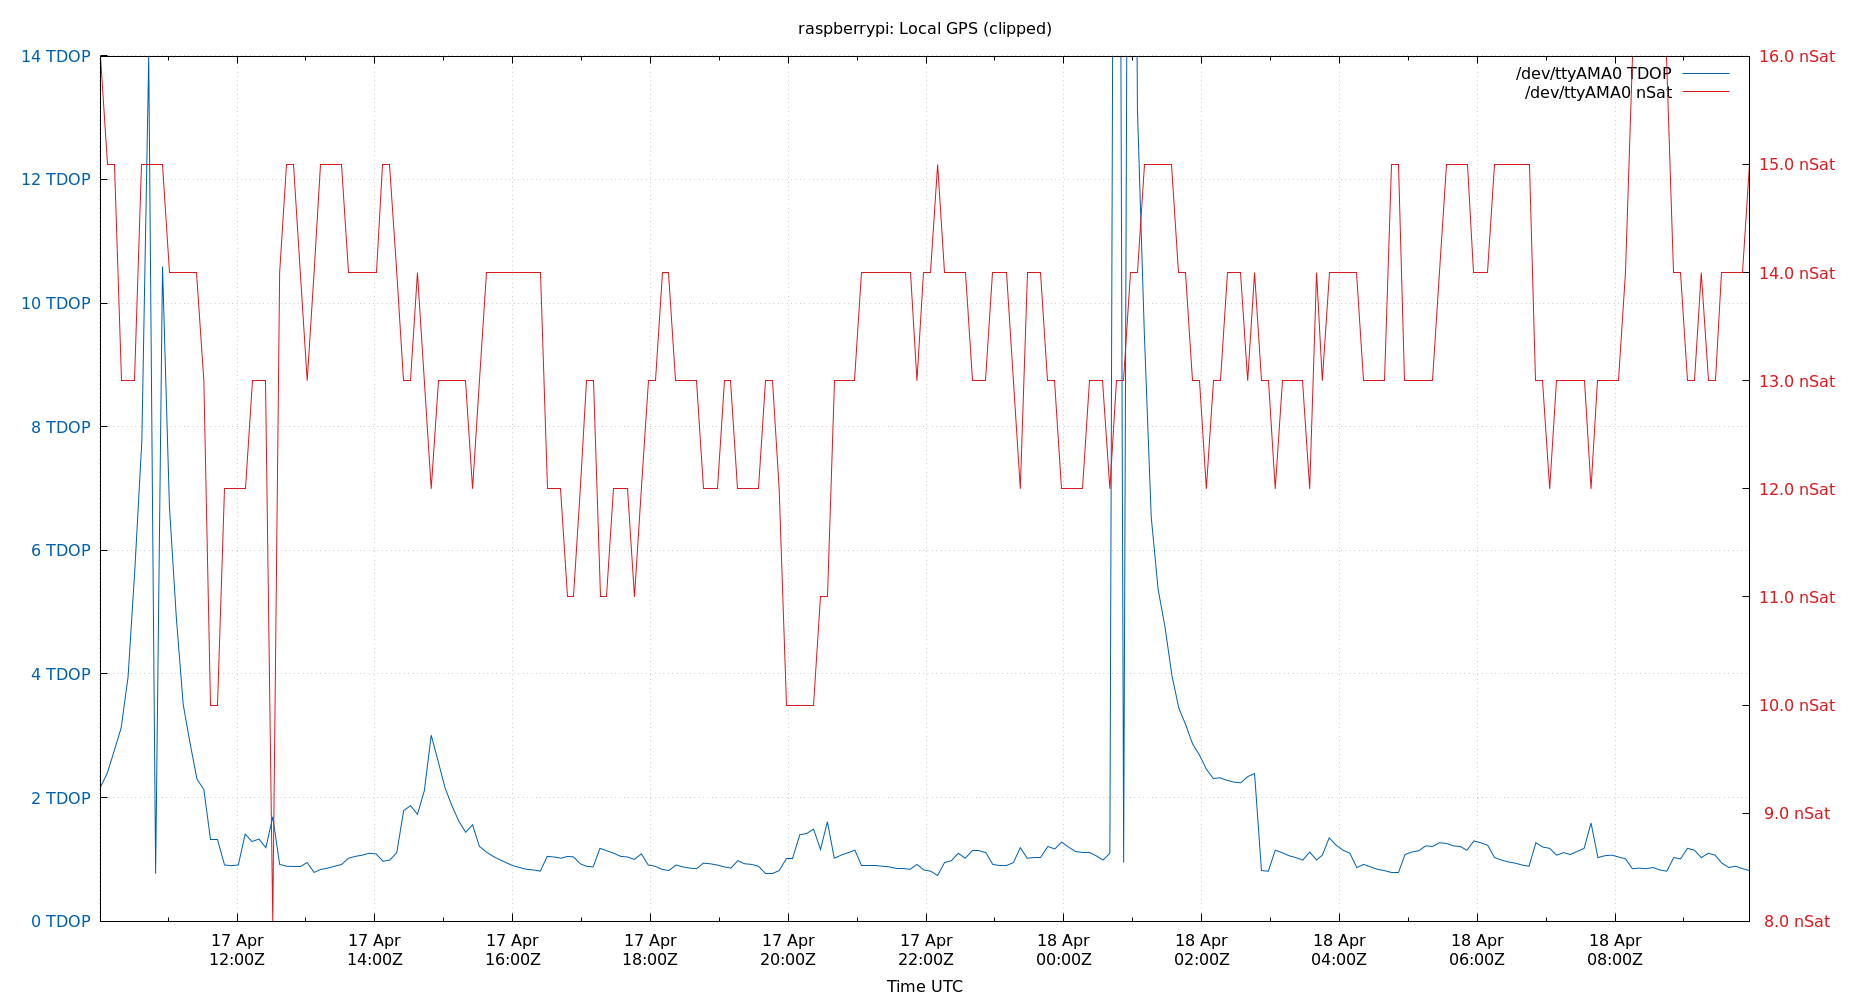 raspberrypi: Local GPS (clipped)
14 TDOP
12 TDOP
10 TDOP
8 TDOP
6 TDOP
4 TDOP
2 TDOP
0 TDOP
/dev/ttyAMA0 TDOP
/dev/ttyAMA0 nSat
16.0 nSat
15.0 nSat
14.0 nSat
13.0 nSat
12.0 nSat
11.0 nSat
10.0 nSat
9.0 nSat
8.0 nSat
17 Apr 17 Apr 17 Apr 17 Apr 17 Apr 17 Apr 18 Apr 18 Apr 18 Apr 18 Apr 18 Apr
12:00Z 14:00Z 16:00Z 18:00Z 20:00Z 22:00Z 00:00Z 02:00Z 04:00Z 06:00Z 08:00Z
Time UTC